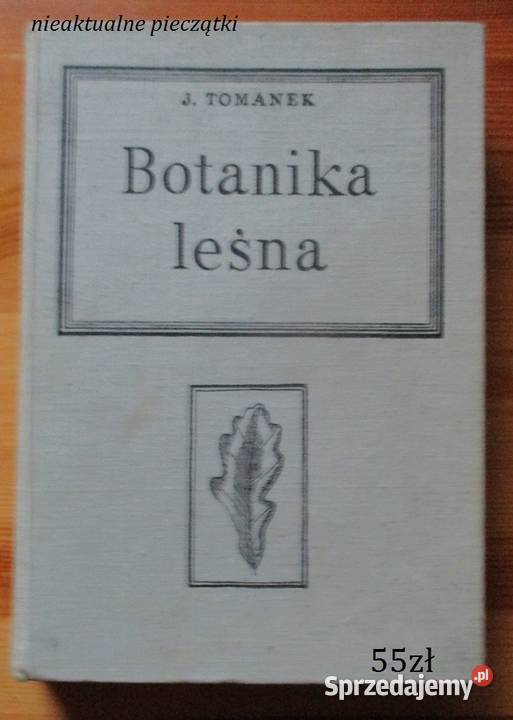 nieaktualne pieczątki
J. TOMANEK
Botanika
leśna
55zł
Sprzedajemy.pl